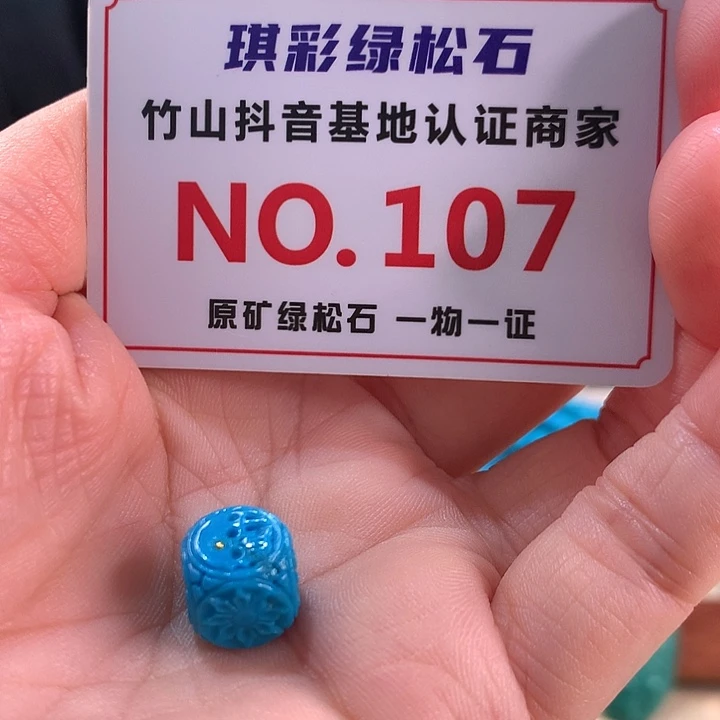 琪彩绿松石
竹山抖音基地认证商家
NO.107
原矿绿松石 一物一证